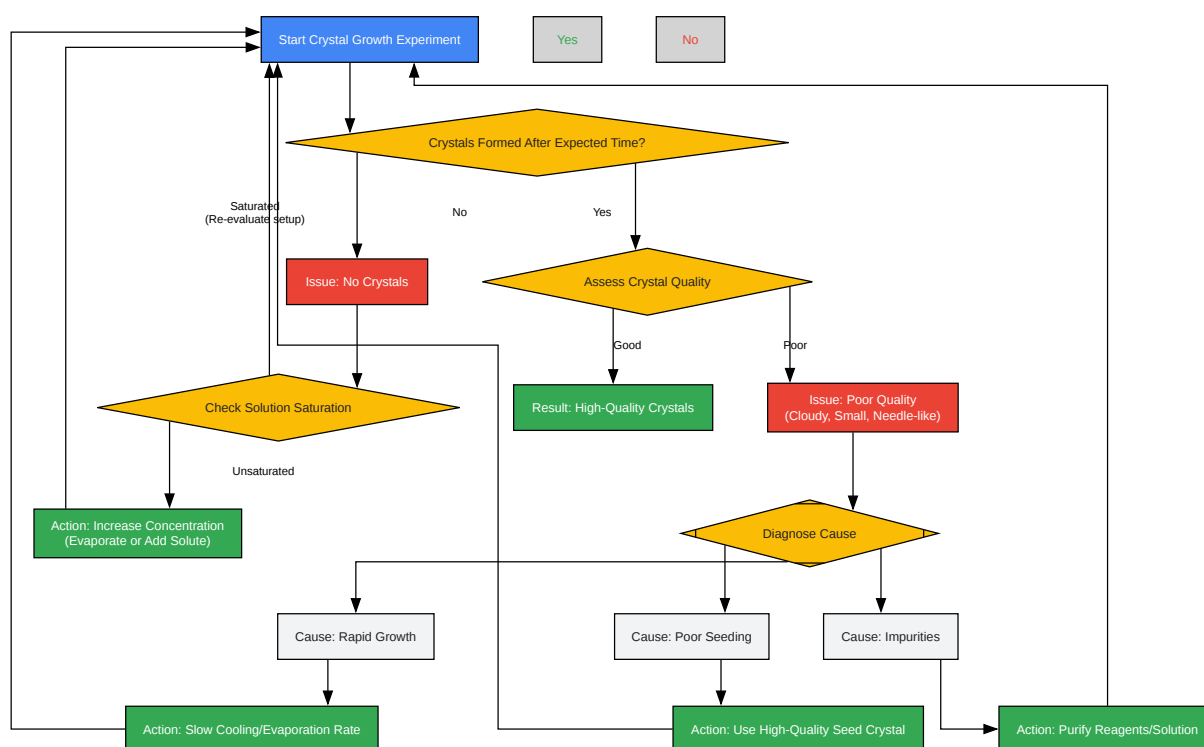 Start Crystal Growth Experiment
Yes
No
Crystals Formed After Expected Time?
Saturated
(Re-evaluate setup)
No
Yes
Issue: No Crystals
Assess Crystal Quality
Good
Poor
Check Solution Saturation
Result: High-Quality Crystals
Issue: Poor Quality
(Cloudy, Small, Needle-like)
Unsaturated
Action: Increase Concentration
(Evaporate or Add Solute)
Diagnose Cause
Cause: Rapid Growth
Cause: Poor Seeding
Cause: Impurities
Action: Slow Cooling/Evaporation Rate
Action: Use High-Quality Seed Crystal
Action: Purify Reagents/Solution